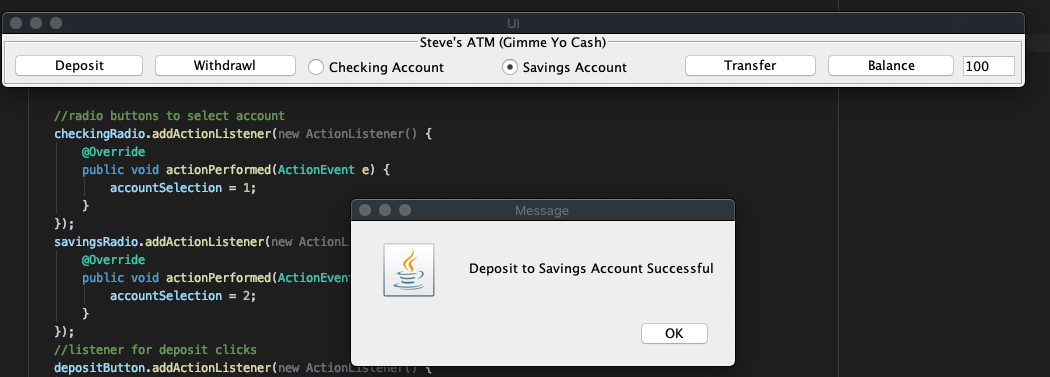 UI
Steve's ATM (Gimme Yo Cash)
Deposit Withdrawl Checking Account Savings Account Transfer Balance 100
//radio buttons to select account
checkingRadio.addActionListener(new ActionListener() {
@Override
public void actionPerformed(ActionEvent e) {
accountSelection = 1;
}
});
savingsRadio.addActionListener(new ActionL
@Override
public void actionPerformed(ActionEvent
accountSelection = 2;
}
});
//listener for deposit clicks
depositButton.addActionListener(new ActionListener() {
Message
Deposit to Savings Account Successful
OK